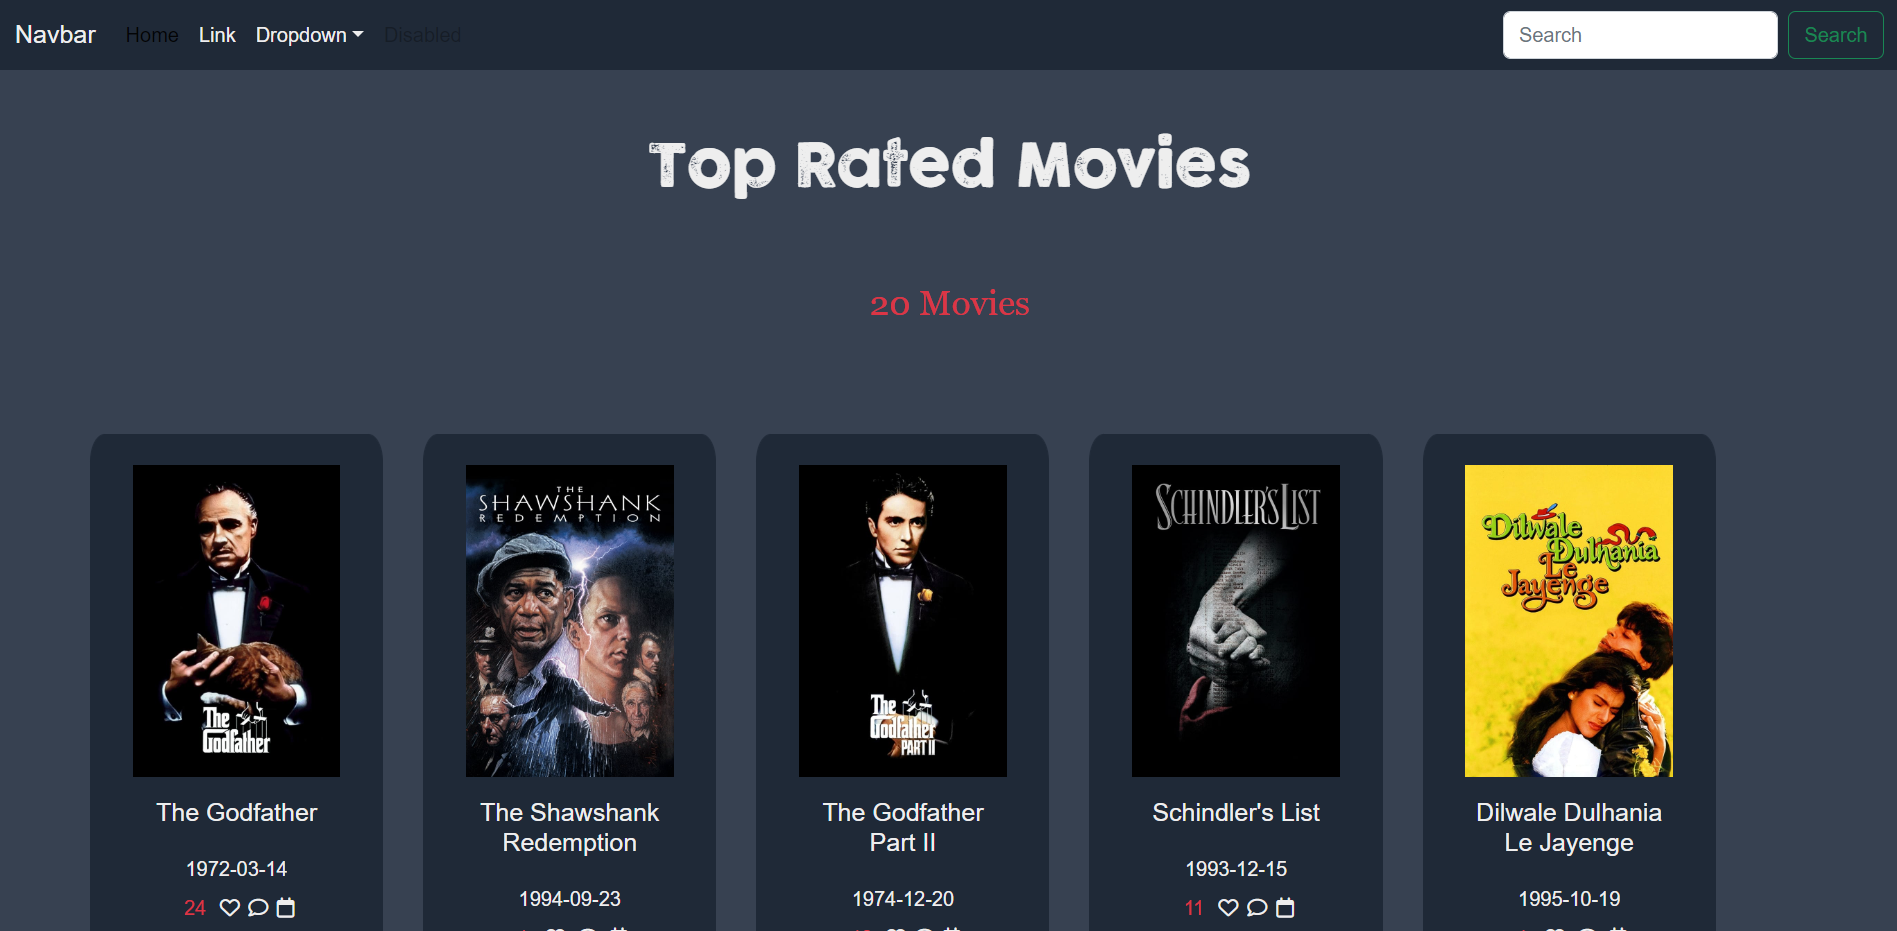 Navbar Home Link Dropdown Disabled Search Search
Top Rated Movies
20 Movies
The Godfather
THE SHAWSHANK REDEMPTION
The Godfather PART II
SCHINDLER'S LIST
Dilwale Dulhania Le Jayenge
The Godfather
1972-03-14
24
The Shawshank
Redemption
1994-09-23
The Godfather
Part II
1974-12-20
Schindler's List
1993-12-15
11
Dilwale Dulhania
Le Jayenge
1995-10-19